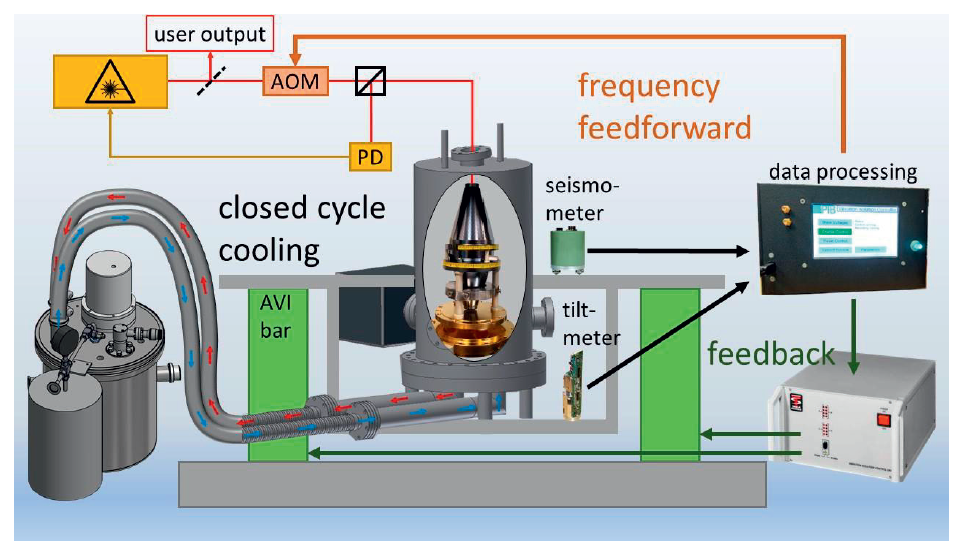 user output
AOM
PD
frequency
feedforward
data processing
seismo-
meter
closed cycle
cooling
AVI
bar
tilt-
meter
feedback